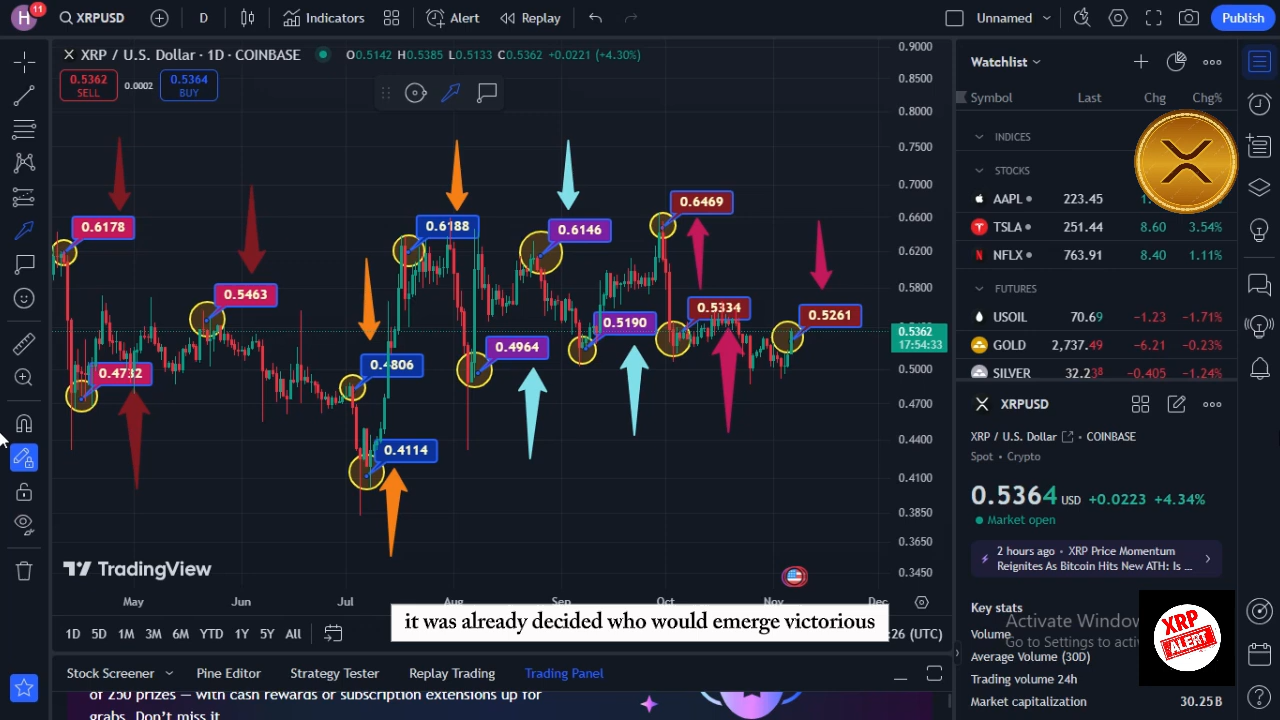 H 11 XRPUSD D Indicators Alert Replay Unnamed Publish
XRP / U.S. Dollar · 1D · COINBASE O0.5142 H0.5385 L0.5133 C0.5362 +0.0221 (+4.30%)
0.5362 SELL 0.0002 0.5364 BUY
0.9000
0.8500
0.8000
0.7500
0.7000
0.6600
0.6200
0.5800
0.5362
17:54:33
0.5000
0.4700
0.4400
0.4100
0.3850
0.3650
0.3450
0.6178
0.5463
0.4732
0.6188
0.4806
0.4114
0.6146
0.4964
0.5190
0.6469
0.5334
0.5261
TradingView
May Jun Jul Aug Sep Oct Nov Dec
it was already decided who would emerge victorious
1D 5D 1M 3M 6M YTD 1Y 5Y All
26 (UTC)
Stock Screener Pine Editor Strategy Tester Replay Trading Trading Panel
of 250 prizes — with cash rewards or subscription extensions up for
grabs. Don't miss it
Watchlist
Symbol Last Chg Chg%
INDICES
STOCKS
AAPL 223.45
TSLA 251.44 8.60 3.54%
NFLX 763.91 8.40 1.11%
FUTURES
USOIL 70.69 −1.23 −1.71%
GOLD 2,737.49 −6.21 −0.23%
SILVER 32.238 −0.405 −1.24%
XRPUSD
XRP / U.S. Dollar · COINBASE
Spot · Crypto
0.5364 USD +0.0223 +4.34%
Market open
2 hours ago · XRP Price Momentum
Reignites As Bitcoin Hits New ATH: Is ...
Key stats
Activate Window
Volume
Go to Settings to activ
Average Volume (30D)
Trading volume 24h
Market capitalization 30.25B
XRP
ALERT